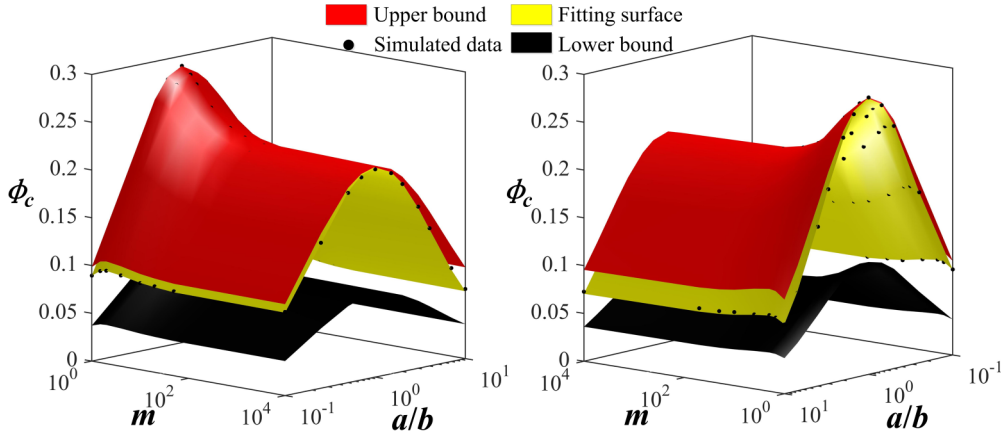 Upper bound
Fitting surface
Simulated data
Lower bound
0.3
0.25
0.2
0.15
0.1
0.05
0
ϕc
10^0
10^2
10^4
m
10^-1
10^0
10^1
a/b
0.3
0.25
0.2
0.15
0.1
0.05
0
ϕc
10^4
10^2
10^0
m
10^1
10^0
10^-1
a/b